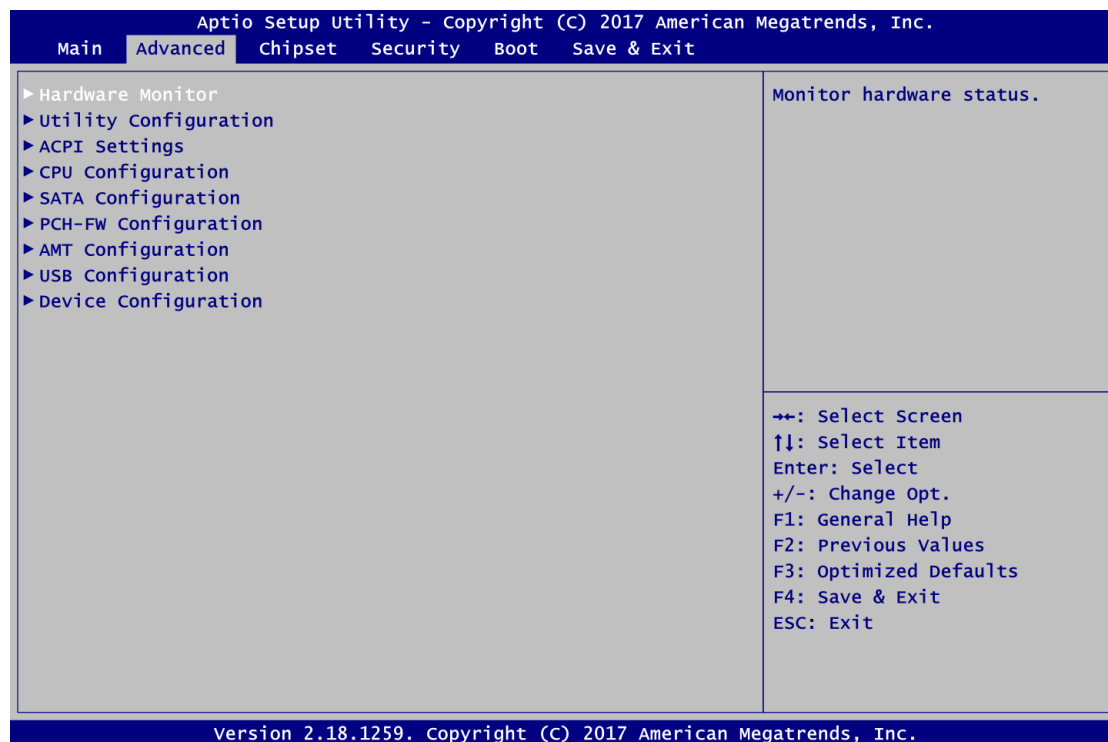 Aptio Setup Utility – Copyright (C) 2017 American Megatrends, Inc.
Main Advanced Chipset Security Boot Save & Exit
►Hardware Monitor
►Utility Configuration
►ACPI Settings
►CPU Configuration
►SATA Configuration
►PCH-FW Configuration
►AMT Configuration
►USB Configuration
►Device Configuration
Monitor hardware status.
→←: Select Screen
↑↓: Select Item
Enter: Select
+/-: Change Opt.
F1: General Help
F2: Previous Values
F3: Optimized Defaults
F4: Save & Exit
ESC: Exit
Version 2.18.1259. Copyright (C) 2017 American Megatrends, Inc.